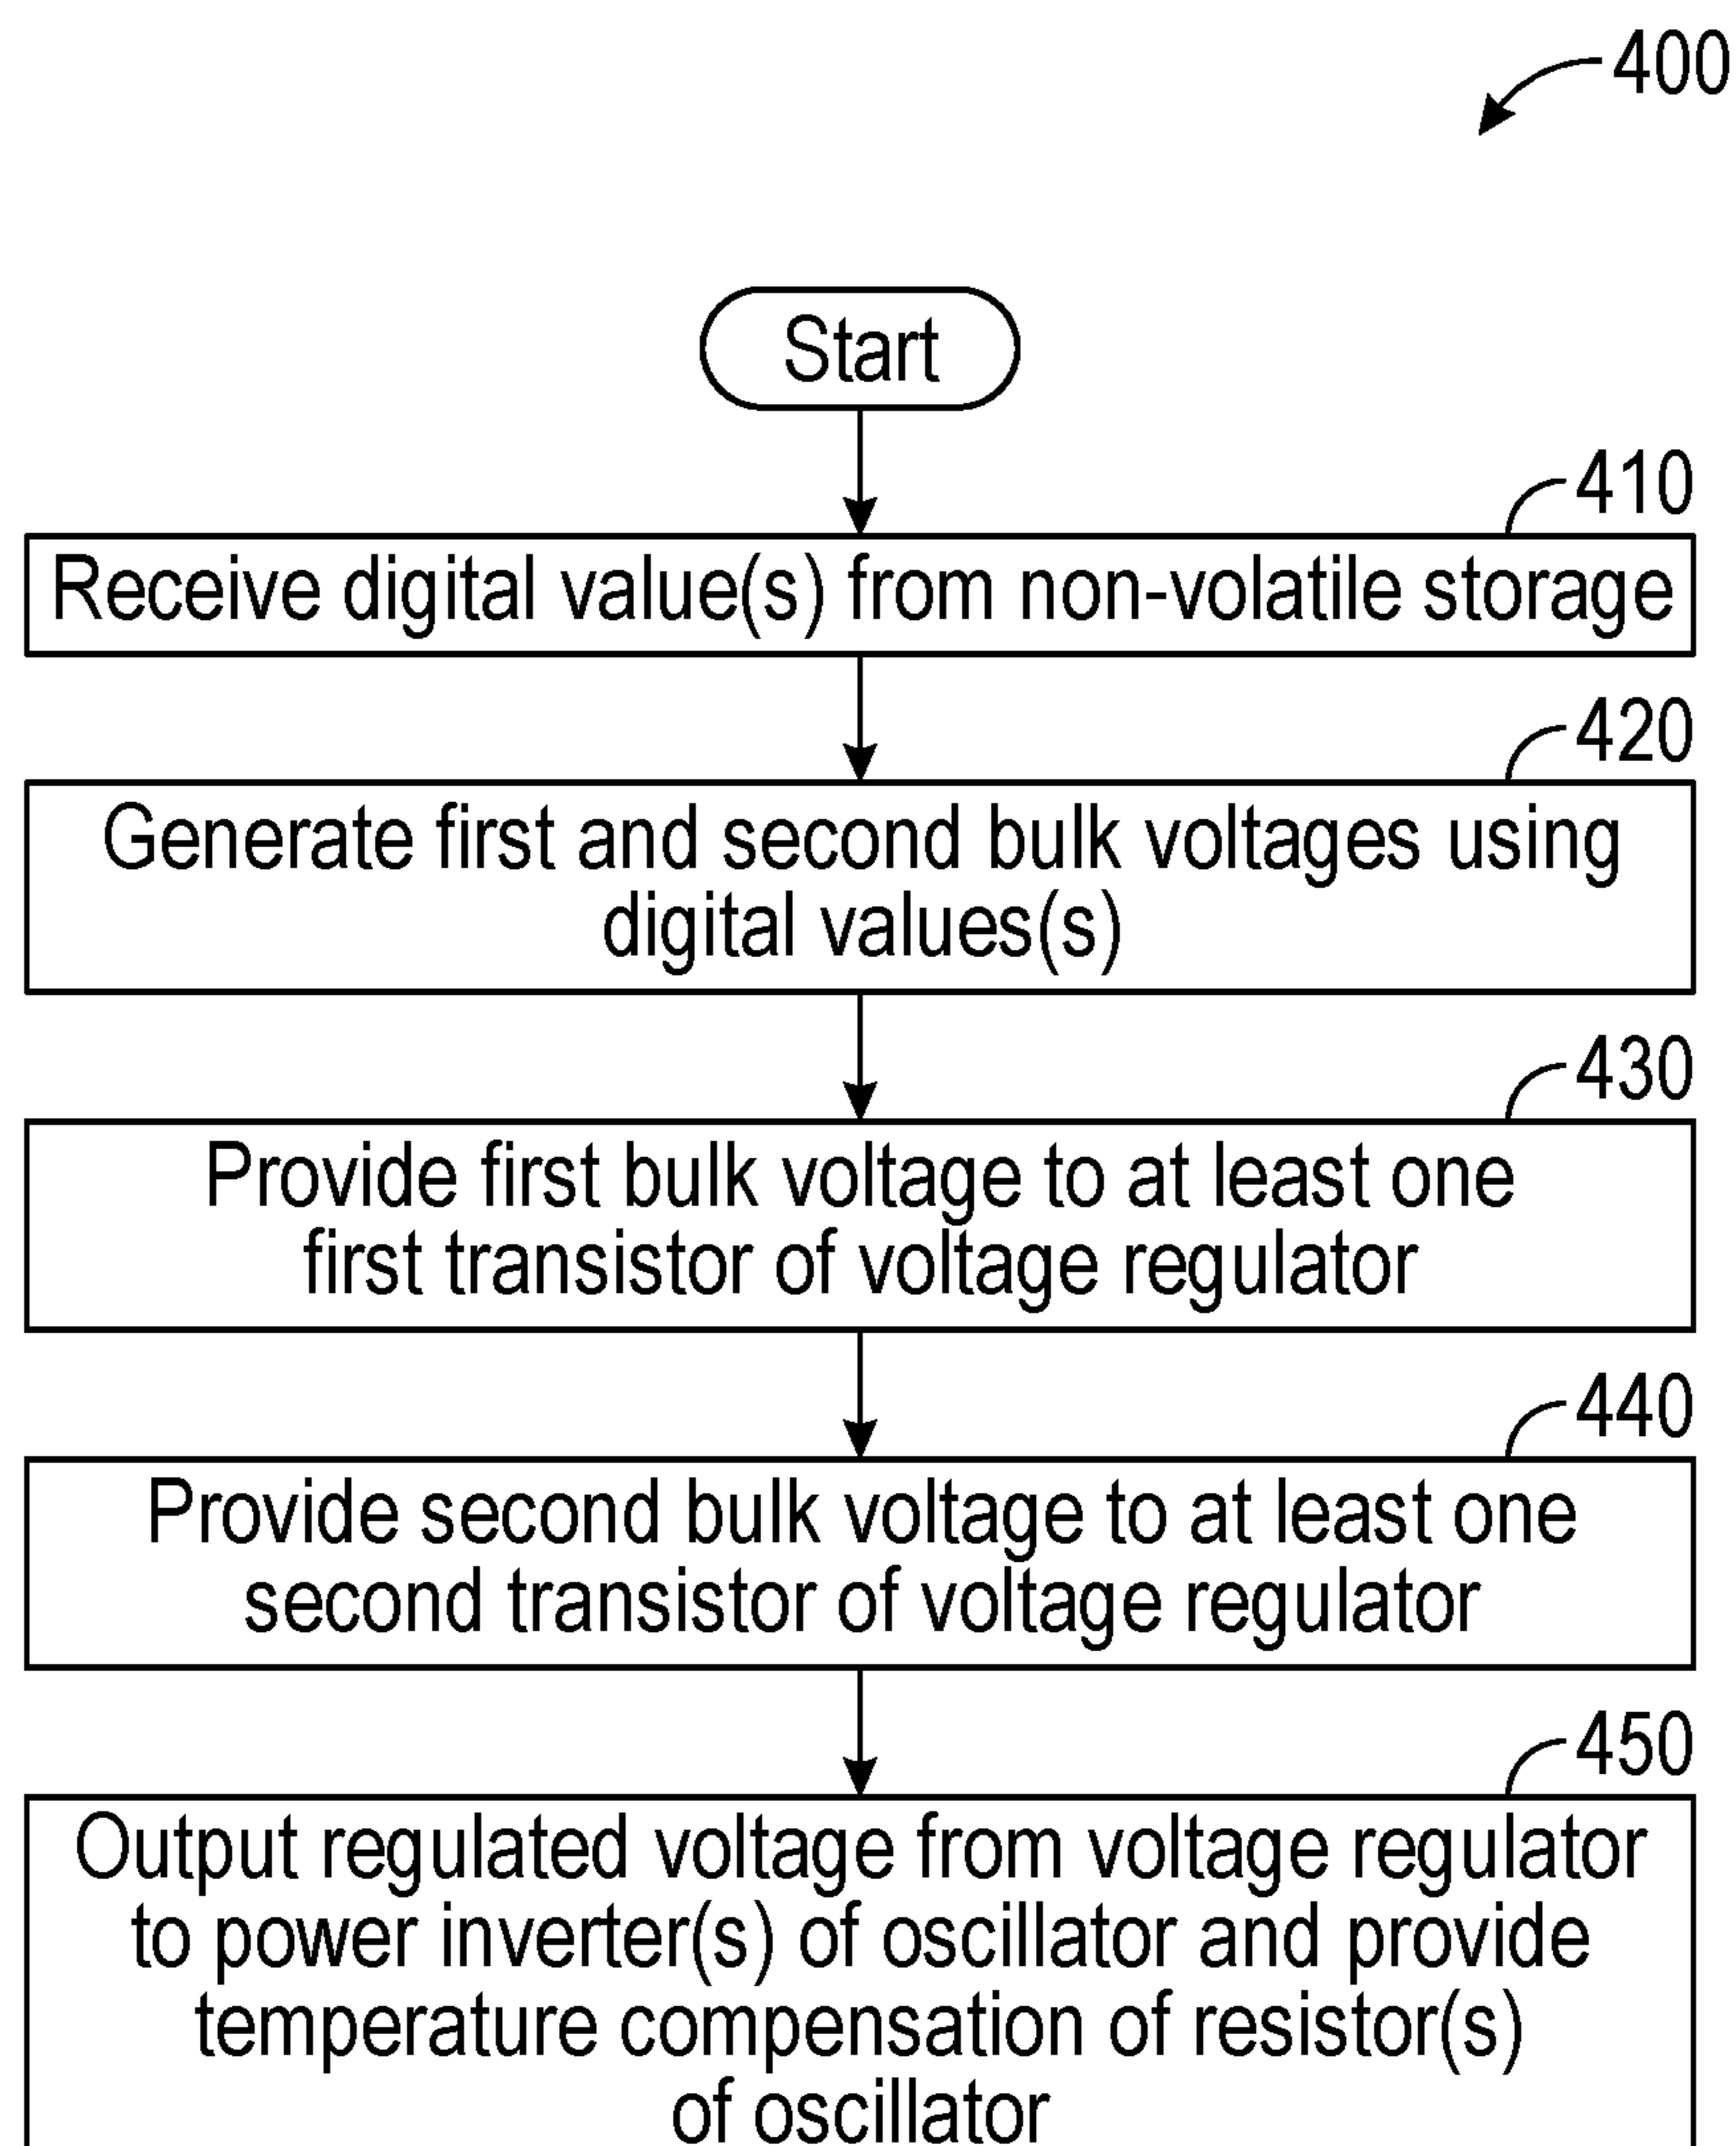 400
Start
410
Receive digital value(s) from non-volatile storage
420
Generate first and second bulk voltages using
digital values(s)
430
Provide first bulk voltage to at least one
first transistor of voltage regulator
440
Provide second bulk voltage to at least one
second transistor of voltage regulator
450
Output regulated voltage from voltage regulator
to power inverter(s) of oscillator and provide
temperature compensation of resistor(s)
of oscillator